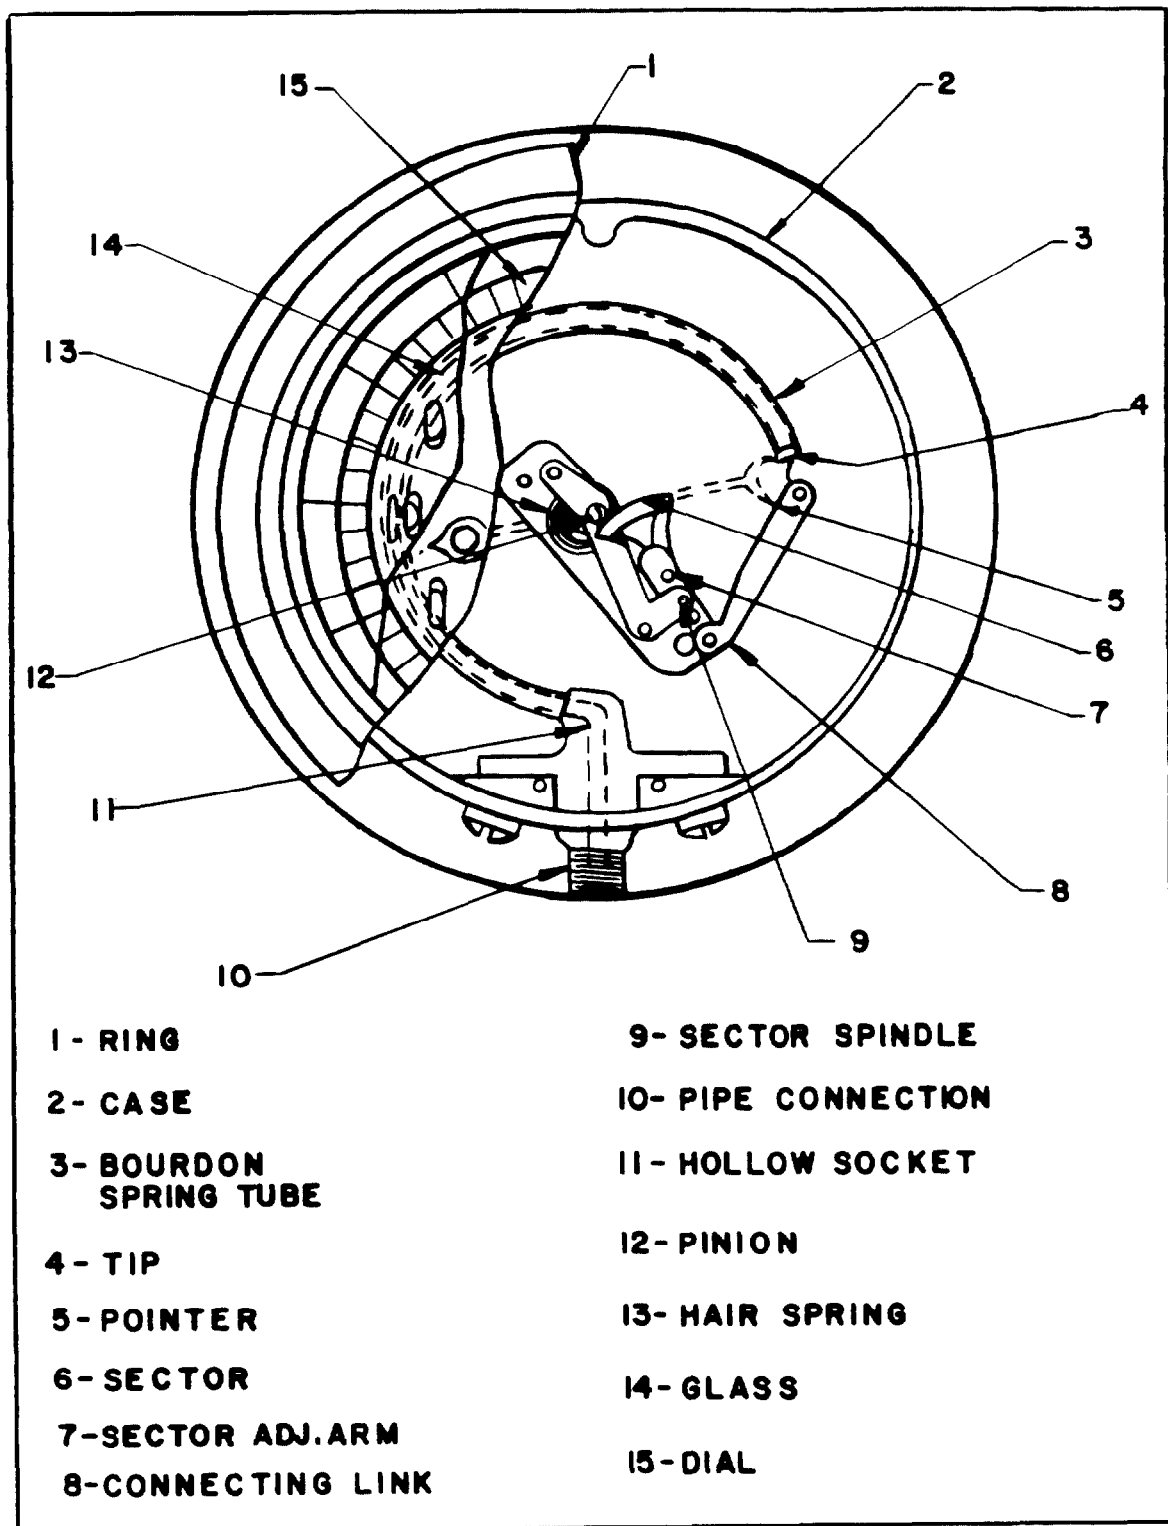 1
15
2
14
3
13
4
5
6
12
7
11
8
9
10
1 - RING
2 - CASE
3 - BOURDON
SPRING TUBE
4 - TIP
5 - POINTER
6 - SECTOR
7 - SECTOR ADJ. ARM
8 - CONNECTING LINK
9 - SECTOR SPINDLE
10 - PIPE CONNECTION
11 - HOLLOW SOCKET
12 - PINION
13 - HAIR SPRING
14 - GLASS
15 - DIAL